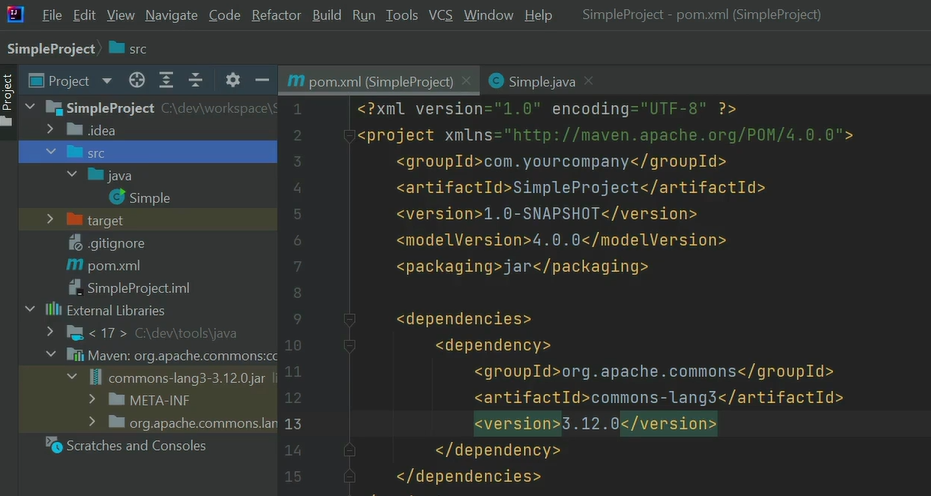 File Edit View Navigate Code Refactor Build Run Tools VCS Window Help SimpleProject - pom.xml (SimpleProject)
SimpleProject src
Project
Project
pom.xml (SimpleProject)
Simple.java
SimpleProject C:\dev\workspace\S
.idea
src
java
Simple
target
.gitignore
pom.xml
SimpleProject.iml
External Libraries
< 17 > C:\dev\tools\java
Maven: org.apache.commons:co
commons-lang3-3.12.0.jar
META-INF
org.apache.commons.lan
Scratches and Consoles
1 <?xml version="1.0" encoding="UTF-8" ?>
2 <project xmlns="http://maven.apache.org/POM/4.0.0">
3 <groupId>com.yourcompany</groupId>
4 <artifactId>SimpleProject</artifactId>
5 <version>1.0-SNAPSHOT</version>
6 <modelVersion>4.0.0</modelVersion>
7 <packaging>jar</packaging>
8
9 <dependencies>
10 <dependency>
11 <groupId>org.apache.commons</groupId>
12 <artifactId>commons-lang3</artifactId>
13 <version>3.12.0</version>
14 </dependency>
15 </dependencies>